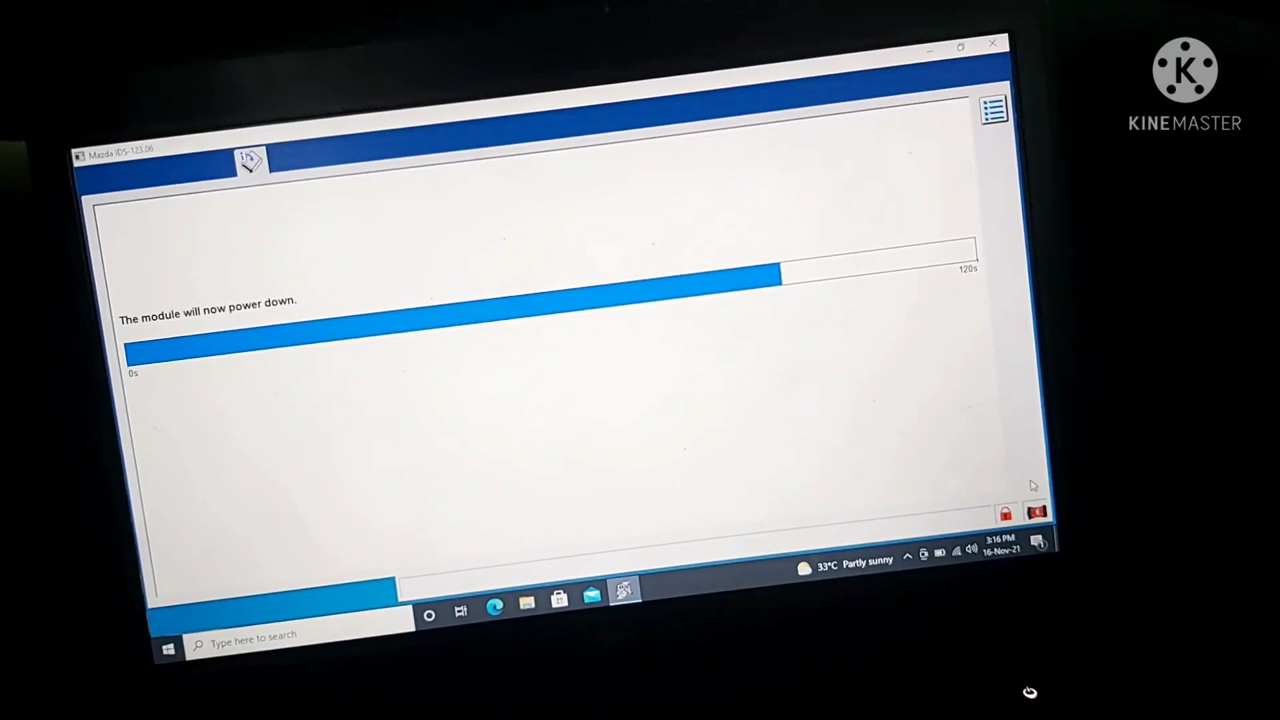 Mazda IDS-123.06
The module will now power down.
0s
120s
Type here to search
33°C Partly sunny
3:16 PM
16-Nov-21
K
KINEMASTER